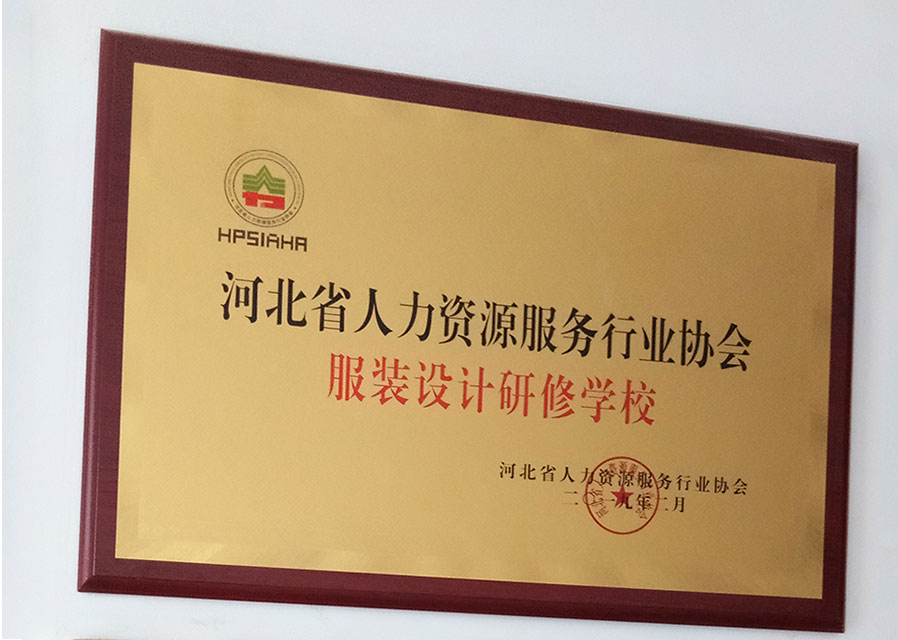 HPSIAHA
河北省人力资源服务行业协会
服装设计研修学校
河北省人力资源服务行业协会
二〇一九年二月